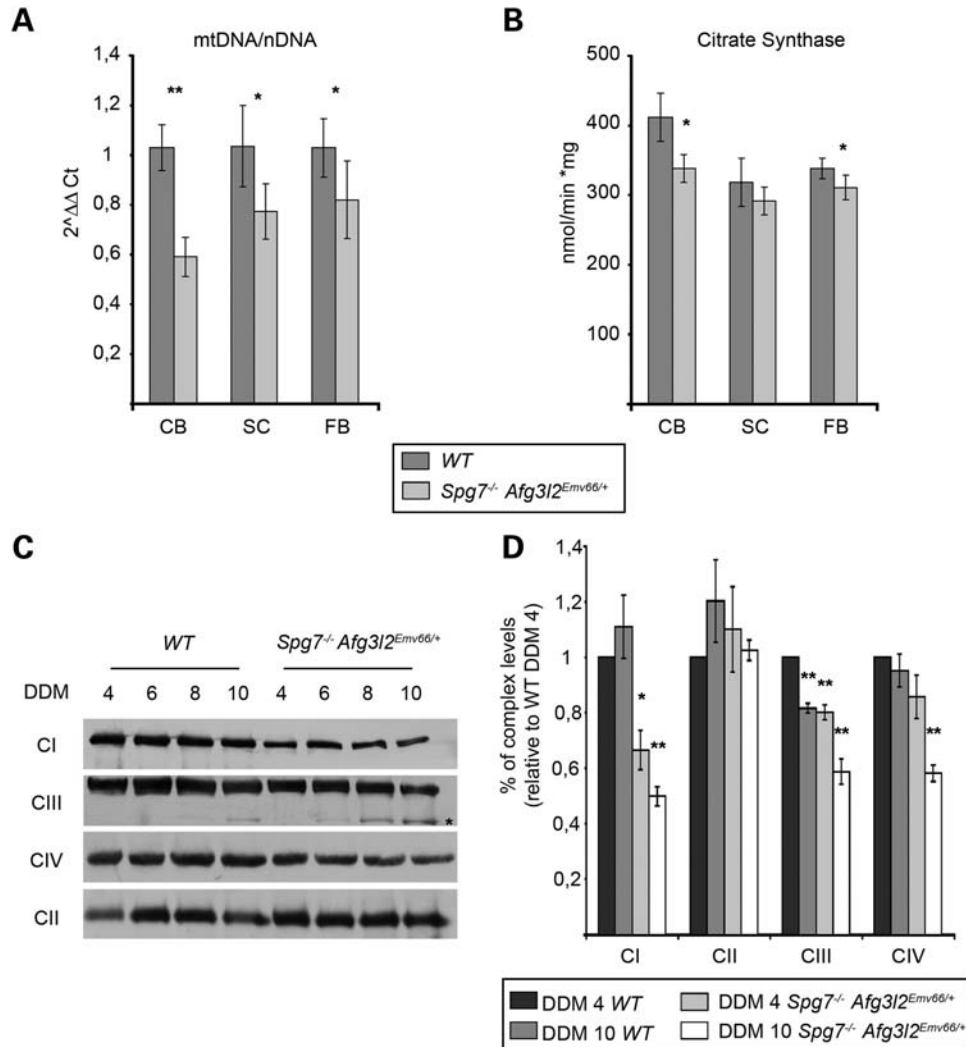 A
mtDNA/nDNA
2^ΔΔ Ct
1,4
1,2
1
0,8
0,6
0,4
0,2
**
*
*
CB SC FB
B
Citrate Synthase
nmol/min *mg
500
400
300
200
100
*
*
CB SC FB
WT
Spg7-/- Afg3l2Emv66/+
C
WT Spg7-/- Afg3l2Emv66/+
DDM 4 6 8 10 4 6 8 10
CI
CIII
*
CIV
CII
D
% of complex levels
(relative to WT DDM 4)
1,4
1,2
1
0,8
0,6
0,4
0,2
*
**
** **
**
**
CI CII CIII CIV
DDM 4 WT DDM 4 Spg7-/- Afg3l2Emv66/+
DDM 10 WT DDM 10 Spg7-/- Afg3l2Emv66/+